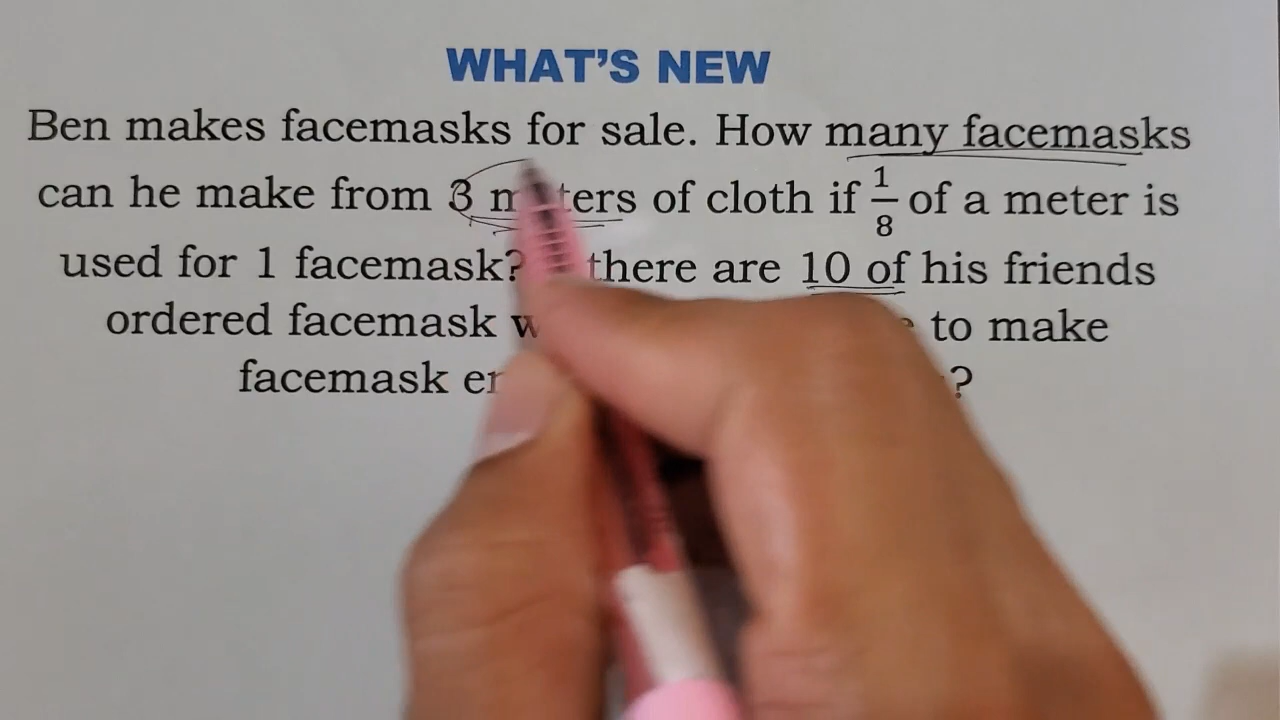 WHAT'S NEW
Ben makes facemasks for sale. How many facemasks
can he make from 3 meters of cloth if 1/8 of a meter is
used for 1 facemask? there are 10 of his friends
ordered facemask to make
facemask ?